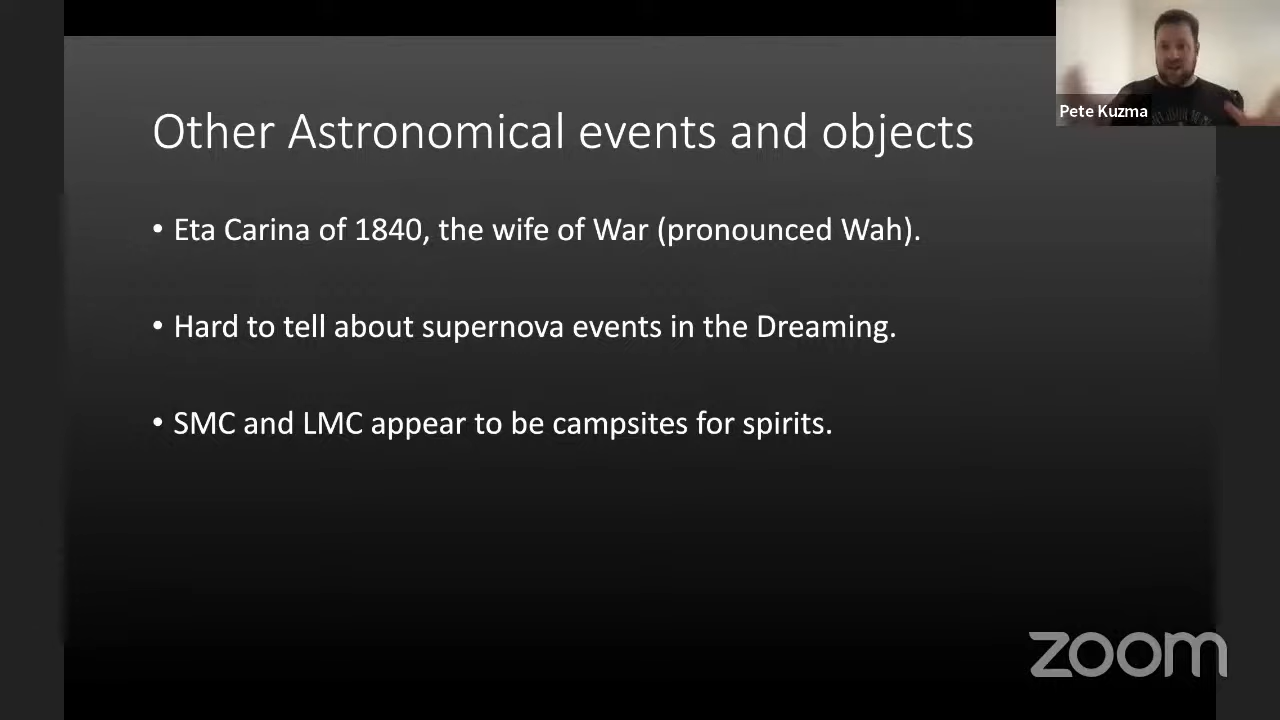 Other Astronomical events and objects
• Eta Carina of 1840, the wife of War (pronounced Wah).
• Hard to tell about supernova events in the Dreaming.
• SMC and LMC appear to be campsites for spirits.
Pete Kuzma
zoom